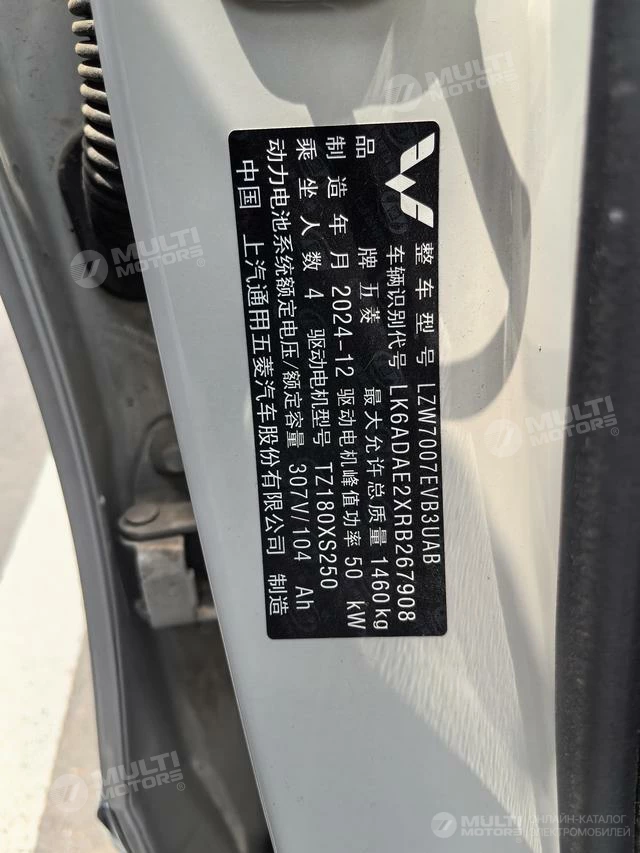 整车型号 LZW7007EVB3UAB
车辆识别代号 LK6ADAE2XRB267908
品 牌 五菱 最大允许总质量 1460kg
制造年月 2024-12 驱动电机峰值功率 50 kW
乘坐人数 4 驱动电机型号 TZ180XS250
动力电池系统额定电压/额定容量 307V/104 Ah
中国 上汽通用五菱汽车股份有限公司 制造
MULTI
MOTORS
MULTI
MOTORS
MULTI
MOTORS
MULTI
MOTORS
MULTI
MOTORS
ОНЛАЙН-КАТАЛОГ
ЭЛЕКТРОМОБИЛЕЙ